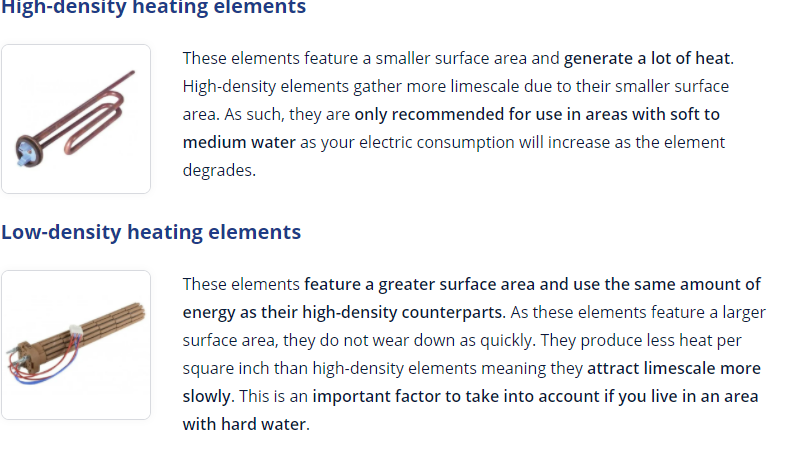 High-density heating elements
These elements feature a smaller surface area and generate a lot of heat.
High-density elements gather more limescale due to their smaller surface
area. As such, they are only recommended for use in areas with soft to
medium water as your electric consumption will increase as the element
degrades.
Low-density heating elements
These elements feature a greater surface area and use the same amount of
energy as their high-density counterparts. As these elements feature a larger
surface area, they do not wear down as quickly. They produce less heat per
square inch than high-density elements meaning they attract limescale more
slowly. This is an important factor to take into account if you live in an area
with hard water.